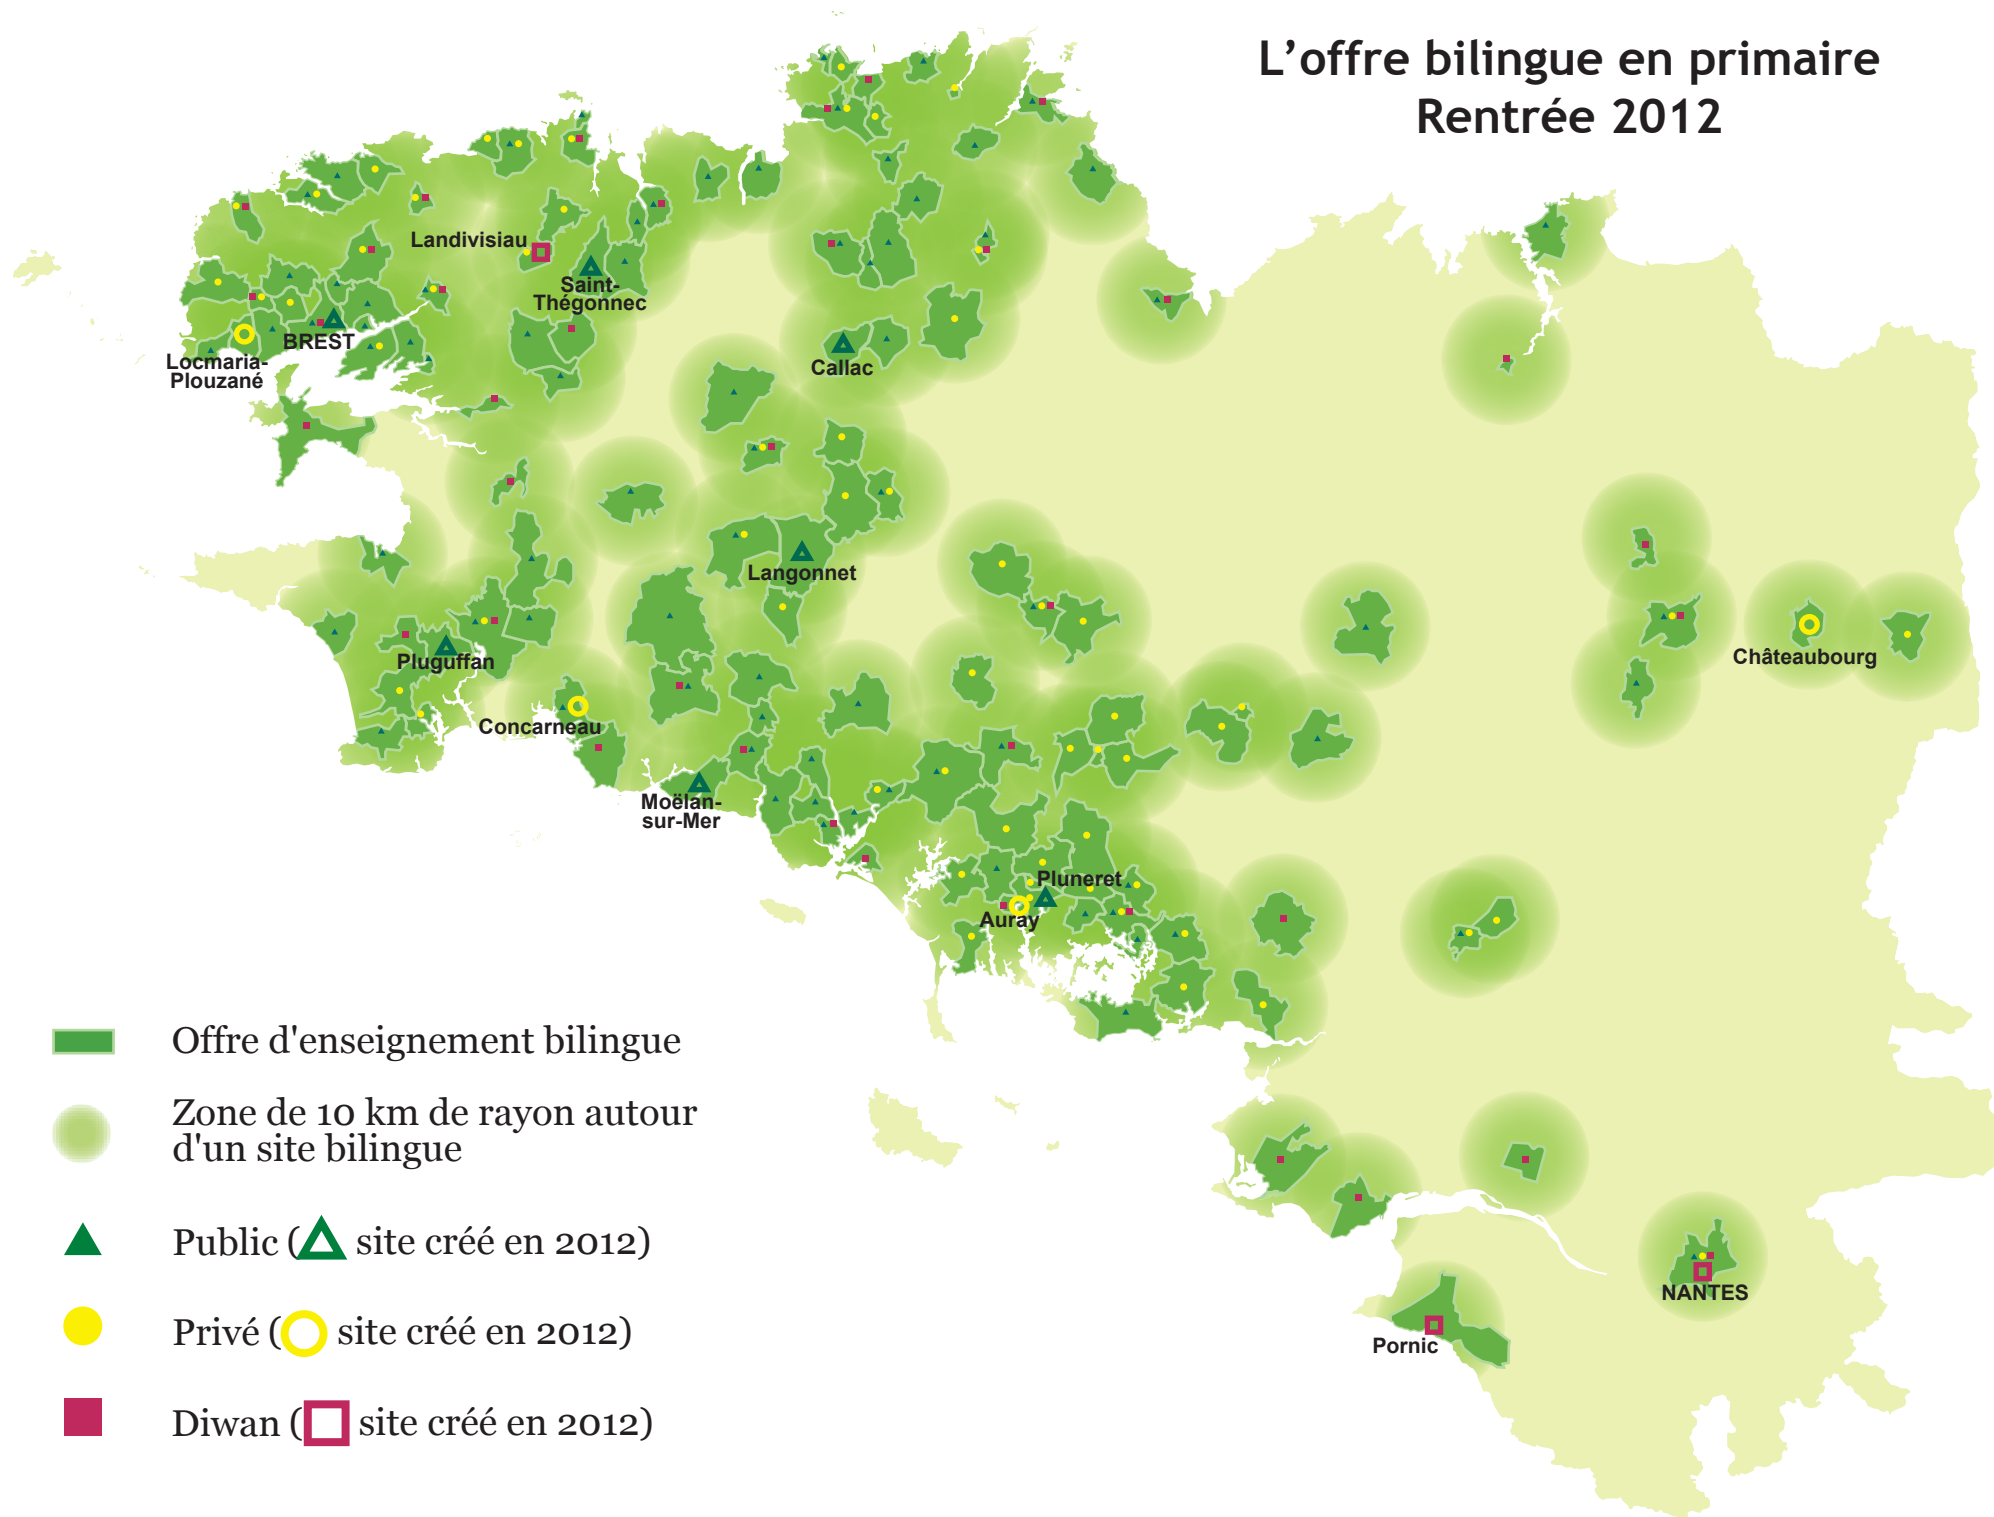 L'offre bilingue en primaire
Rentrée 2012
Landivisiau
Saint-
Thégonnec
BREST
Locmaria-
Plouzané
Callac
Langonnet
Pluguffan
Concarneau
Moëlan-
sur-Mer
Pluneret
Auray
Châteaubourg
NANTES
Pornic
Offre d'enseignement bilingue
Zone de 10 km de rayon autour
d'un site bilingue
Public ( site créé en 2012)
Privé ( site créé en 2012)
Diwan ( site créé en 2012)